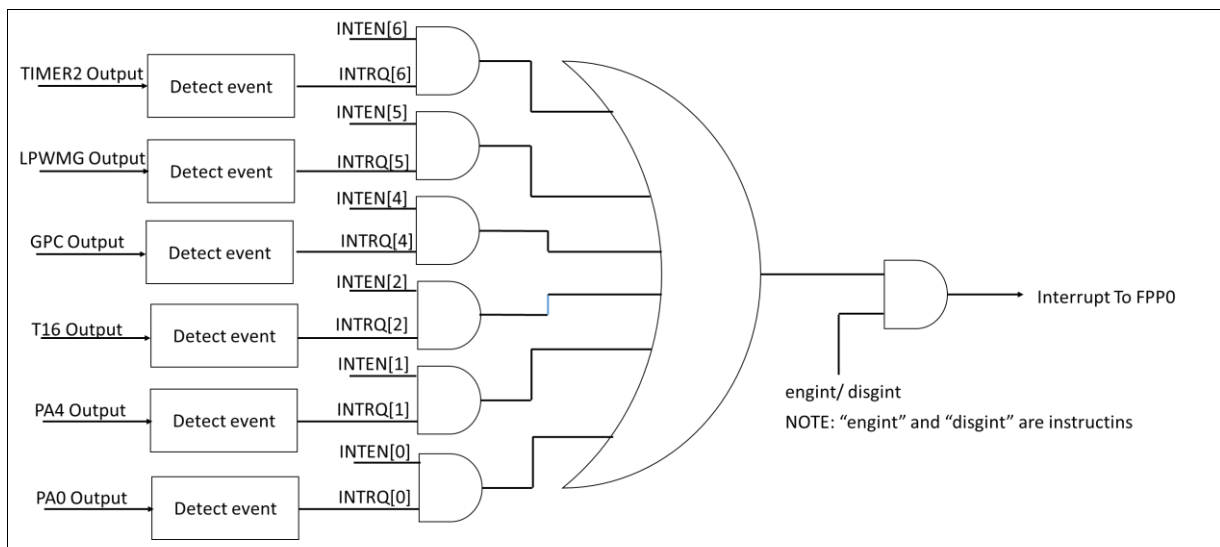 INTEN[6]
TIMER2 Output
Detect event
INTRQ[6]
INTEN[5]
LPWMG Output
Detect event
INTRQ[5]
INTEN[4]
GPC Output
Detect event
INTRQ[4]
INTEN[2]
T16 Output
Detect event
INTRQ[2]
INTEN[1]
PA4 Output
Detect event
INTRQ[1]
INTEN[0]
PA0 Output
Detect event
INTRQ[0]
Interrupt To FPP0
engint/ disgint
NOTE: “engint” and “disgint” are instructins